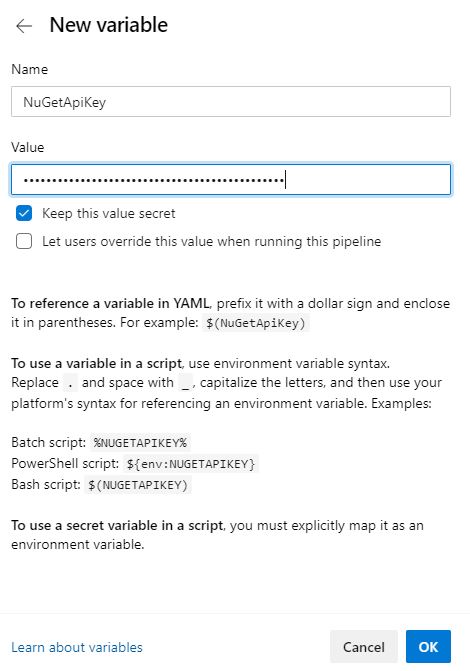 New variable
Name
NuGetApiKey
Value
••••••••••••••••••••••••••••••••••••••••••••••
Keep this value secret
Let users override this value when running this pipeline
To reference a variable in YAML, prefix it with a dollar sign and enclose
it in parentheses. For example: $(NuGetApiKey)
To use a variable in a script, use environment variable syntax.
Replace . and space with _, capitalize the letters, and then use your
platform's syntax for referencing an environment variable. Examples:
Batch script: %NUGETAPIKEY%
PowerShell script: ${env:NUGETAPIKEY}
Bash script: $(NUGETAPIKEY)
To use a secret variable in a script, you must explicitly map it as an
environment variable.
Learn about variables
Cancel
OK